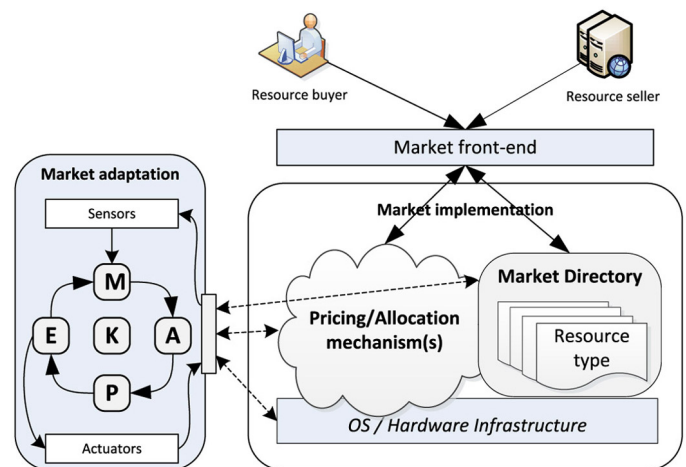 Resource buyer
Resource seller
Market front-end
Market adaptation
Sensors
M
E
K
A
P
Actuators
Market implementation
Pricing/Allocation
mechanism(s)
Market Directory
Resource
type
OS / Hardware Infrastructure